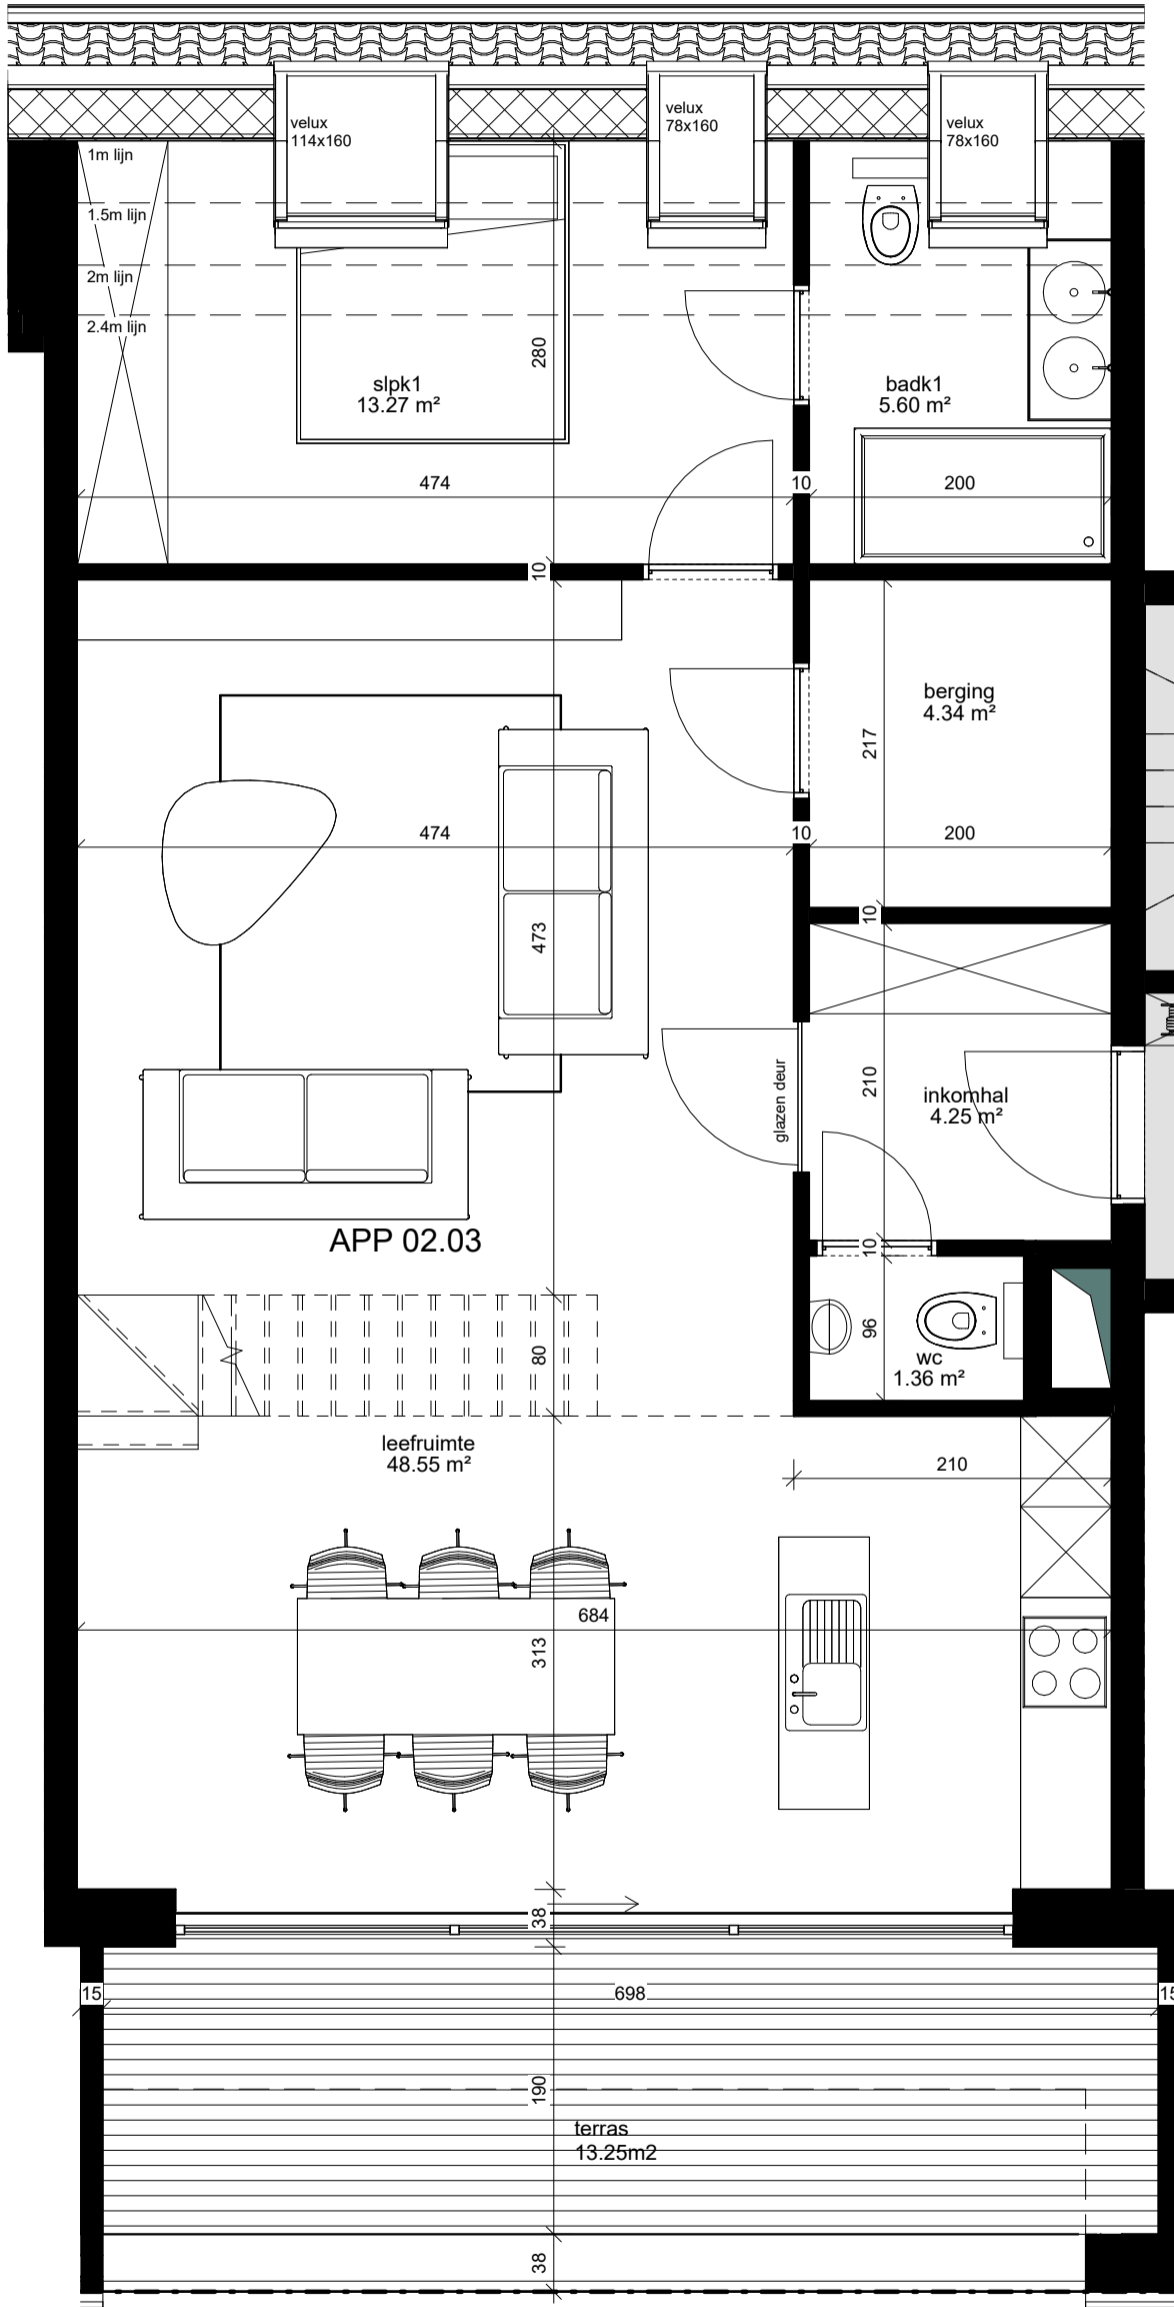 velux
114x160
velux
78x160
velux
78x160
1m lijn
1.5m lijn
2m lijn
2.4m lijn
280
slpk1
13.27 m²
badk1
5.60 m²
474
10
200
10
berging
4.34 m²
217
474
10
200
10
473
glazen deur
210
inkomhal
4.25 m²
APP 02.03
10
96
wc
1.36 m²
80
leefruimte
48.55 m²
210
684
313
38
15
698
15
190
terras
13.25m2
38